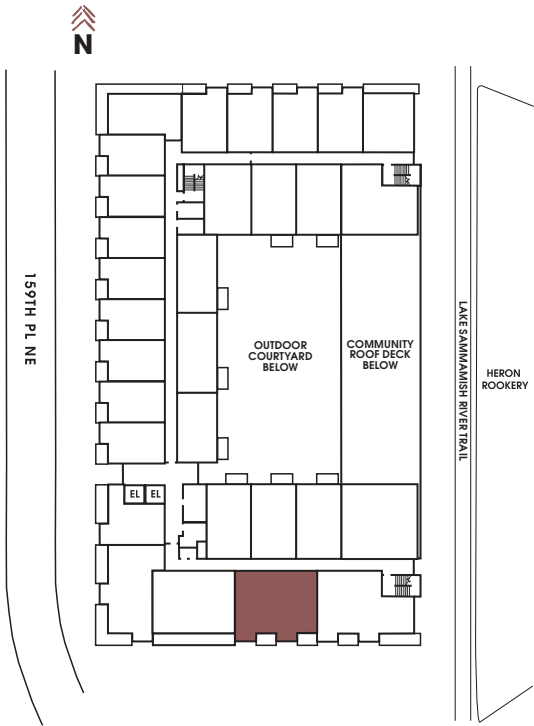 N
159TH PL NE
OUTDOOR
COURTYARD
BELOW
COMMUNITY
ROOF DECK
BELOW
LAKE SAMMAMISH RIVER TRAIL
HERON
ROOKERY
EL EL